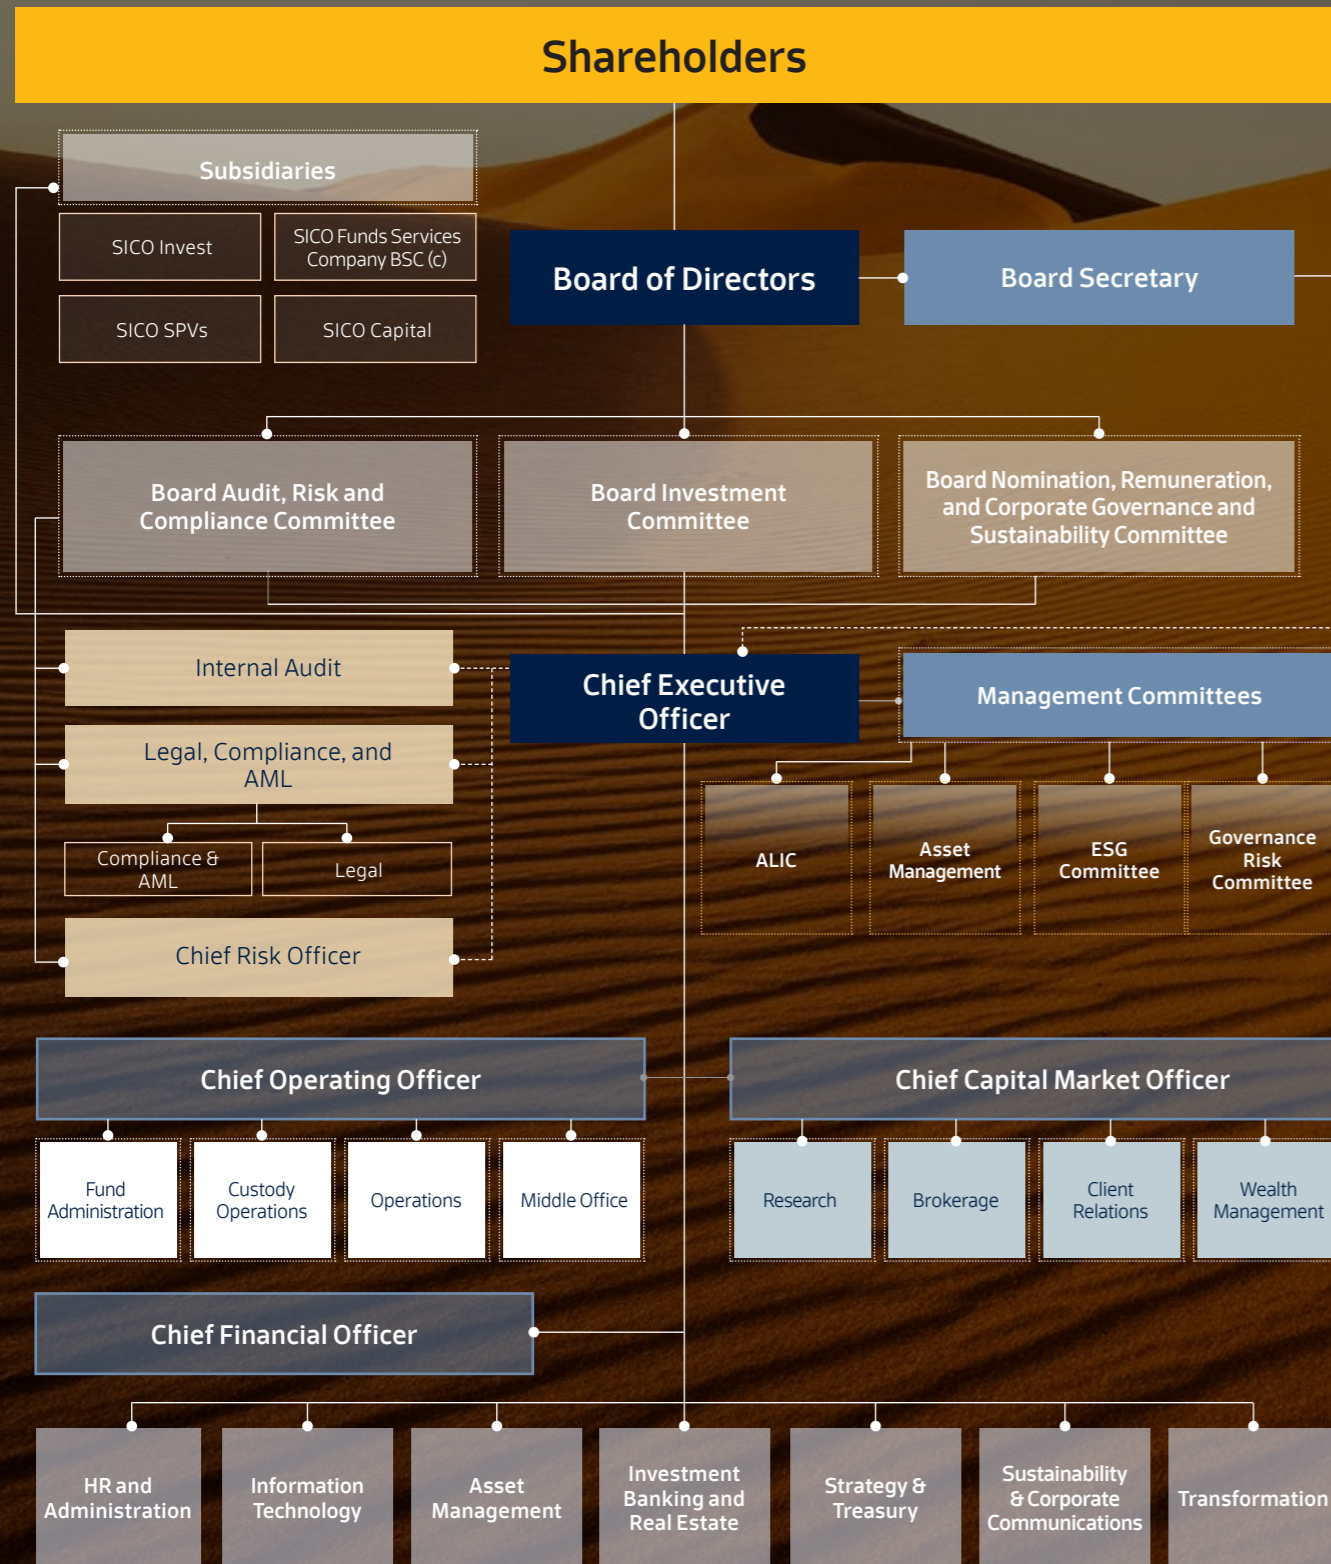 Shareholders
Subsidiaries
SICO Invest
SICO Funds Services
Company BSC (c)
SICO SPVs
SICO Capital
Board of Directors
Board Secretary
Board Audit, Risk and
Compliance Committee
Board Investment
Committee
Board Nomination, Remuneration,
and Corporate Governance and
Sustainability Committee
Internal Audit
Legal, Compliance, and
AML
Compliance &
AML
Legal
Chief Risk Officer
Chief Executive
Officer
Management Committees
ALIC
Asset
Management
ESG
Committee
Governance
Risk
Committee
Chief Operating Officer
Fund
Administration
Custody
Operations
Operations
Middle Office
Chief Capital Market Officer
Research
Brokerage
Client
Relations
Wealth
Management
Chief Financial Officer
HR and
Administration
Information
Technology
Asset
Management
Investment
Banking and
Real Estate
Strategy &
Treasury
Sustainability
& Corporate
Communications
Transformation